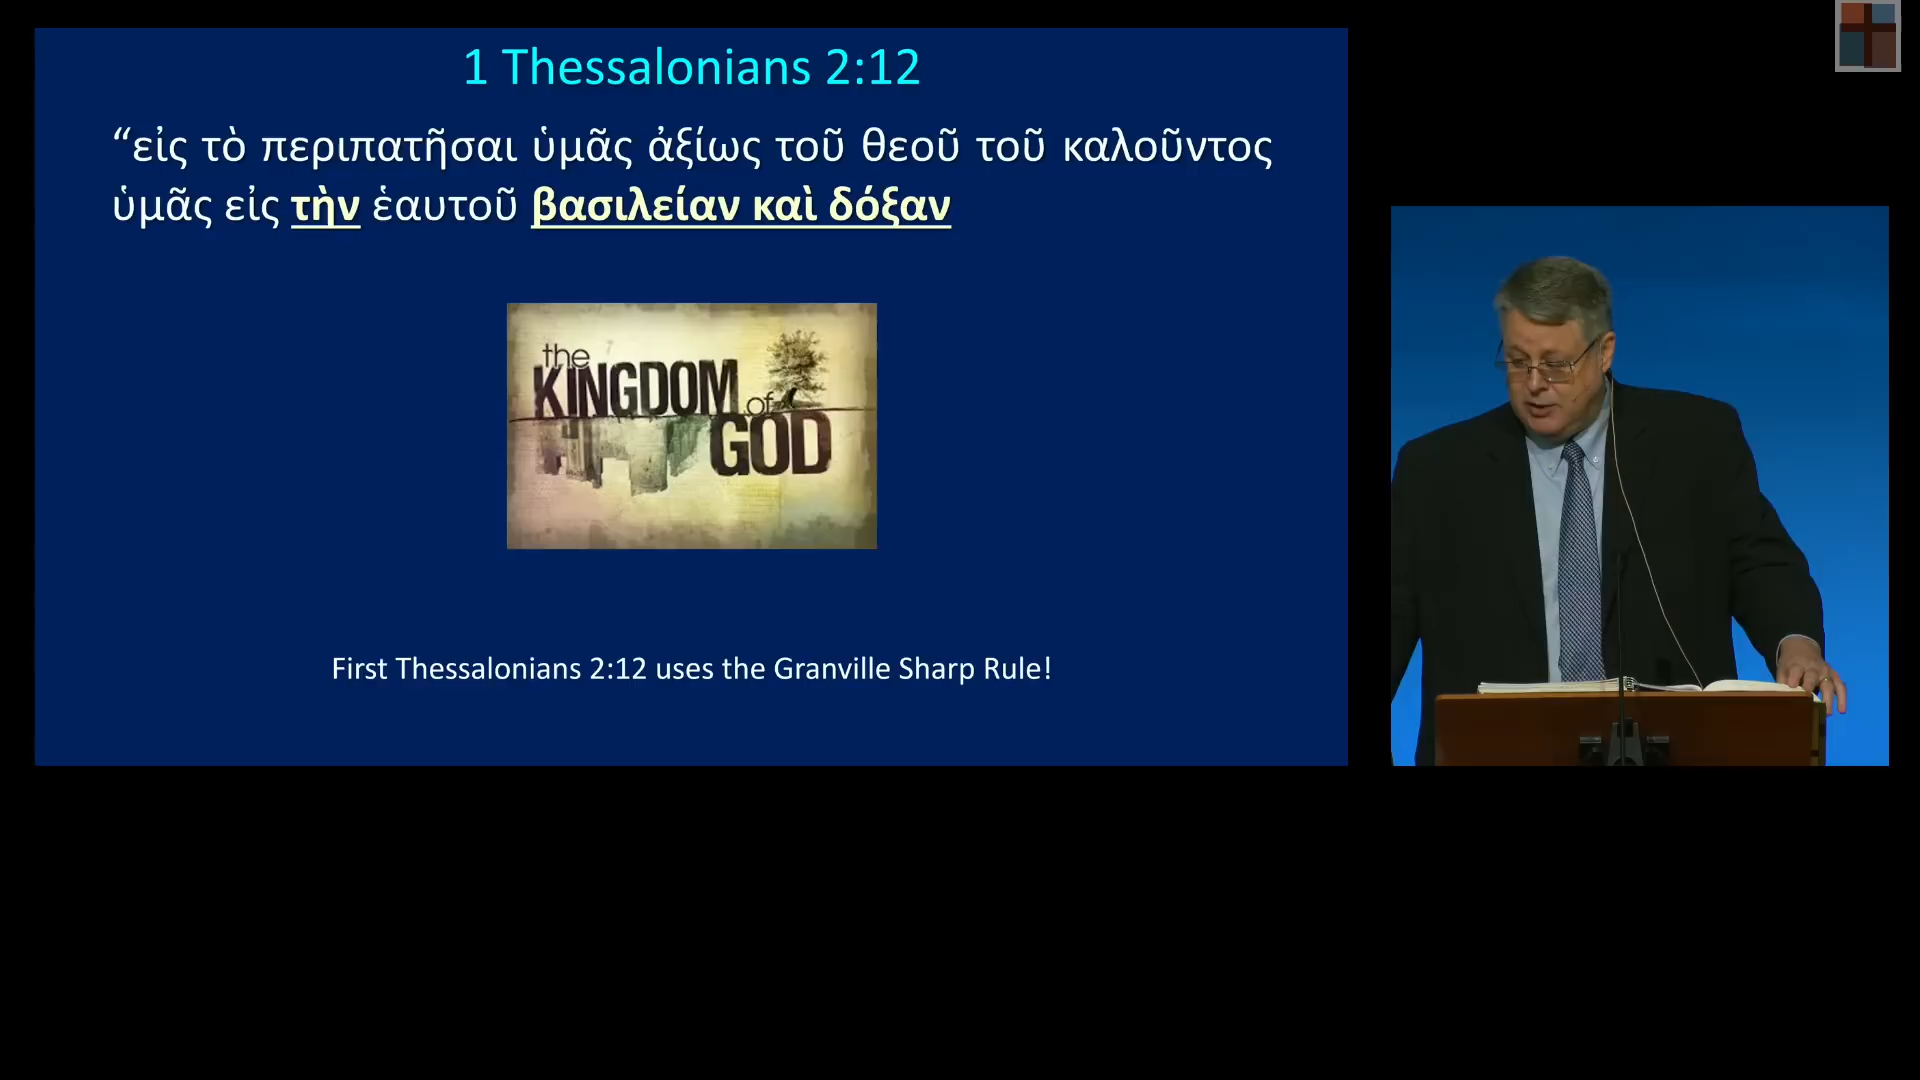 1 Thessalonians 2:12
“εἰς τὸ περιπατῆσαι ὑμᾶς ἀξίως τοῦ θεοῦ τοῦ καλοῦντος
ὑμᾶς εἰς τὴν ἑαυτοῦ βασιλείαν καὶ δόξαν
the
KINGDOM
of
GOD
First Thessalonians 2:12 uses the Granville Sharp Rule!